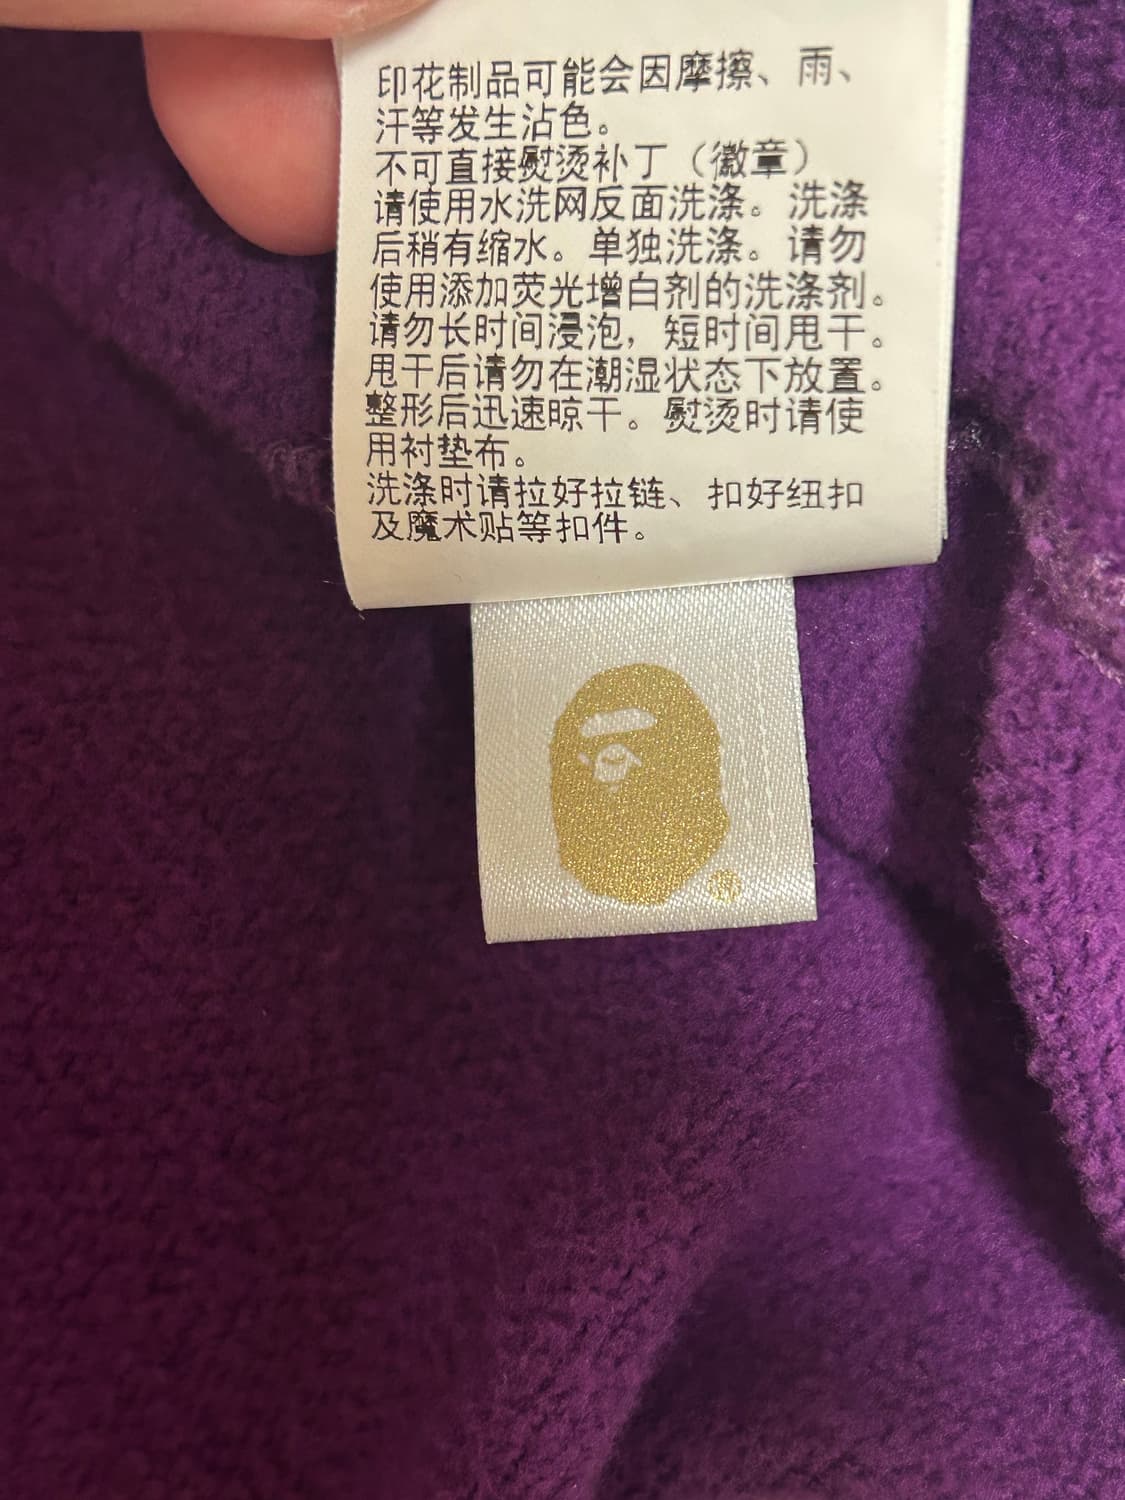 印花制品可能会因摩擦、雨、
汗等发生沾色。
不可直接熨烫补丁（徽章）
请使用水洗网反面洗涤。洗涤
后稍有缩水。单独洗涤。请勿
使用添加荧光增白剂的洗涤剂。
请勿长时间浸泡，短时间甩干。
甩干后请勿在潮湿状态下放置。
整形后迅速晾干。熨烫时请使
用衬垫布。
洗涤时请拉好拉链、扣好纽扣
及魔术贴等扣件。
®